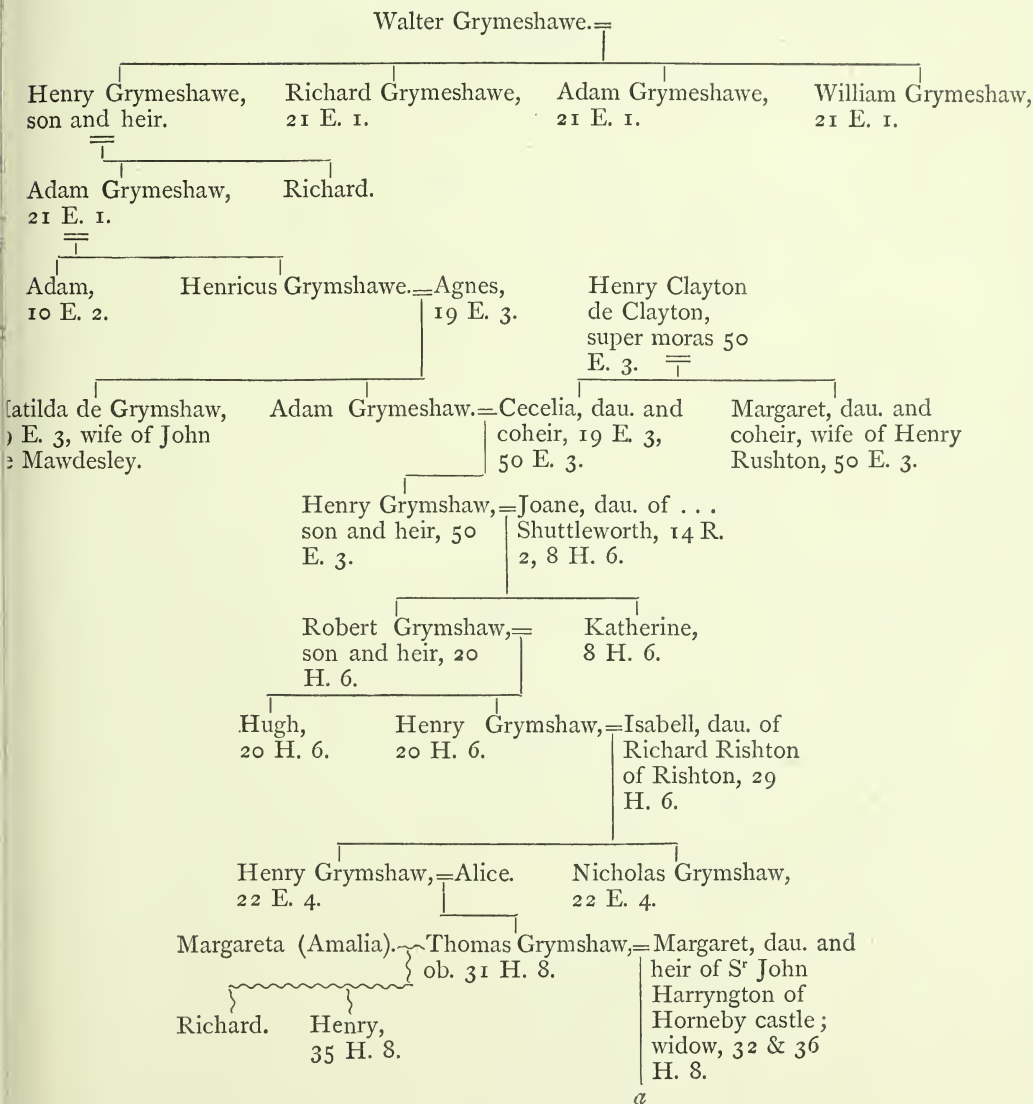 Walter Grymeshawe.=
Henry Grymeshawe,
son and heir.
Richard Grymeshawe,
21 E. 1.
Adam Grymeshawe,
21 E. 1.
William Grymeshaw,
21 E. 1.
Adam Grymeshaw,
21 E. 1.
Richard.
Adam,
10 E. 2.
Henricus Grymshawe.=Agnes,
19 E. 3.
Henry Clayton
de Clayton,
super moras 50
E. 3.
atilda de Grymshaw,
E. 3, wife of John
Mawdesley.
Adam Grymeshaw.=Cecelia, dau. and
coheir, 19 E. 3,
50 E. 3.
Margaret, dau. and
coheir, wife of Henry
Rushton, 50 E. 3.
Henry Grymshaw,=Joane, dau. of . . .
son and heir, 50
E. 3.
Shuttleworth, 14 R.
2, 8 H. 6.
Robert Grymshaw,=
son and heir, 20
H. 6.
Katherine,
8 H. 6.
Hugh,
20 H. 6.
Henry Grymshaw,=Isabell, dau. of
20 H. 6.
Richard Rishton
of Rishton, 29
H. 6.
Henry Grymshaw,=Alice.
22 E. 4.
Nicholas Grymshaw,
22 E. 4.
Margareta (Amalia).
Thomas Grymshaw,=Margaret, dau. and
ob. 31 H. 8.
heir of Sʳ John
Harryngton of
Horneby castle;
widow, 32 & 36
H. 8.
Richard.
Henry,
35 H. 8.
a